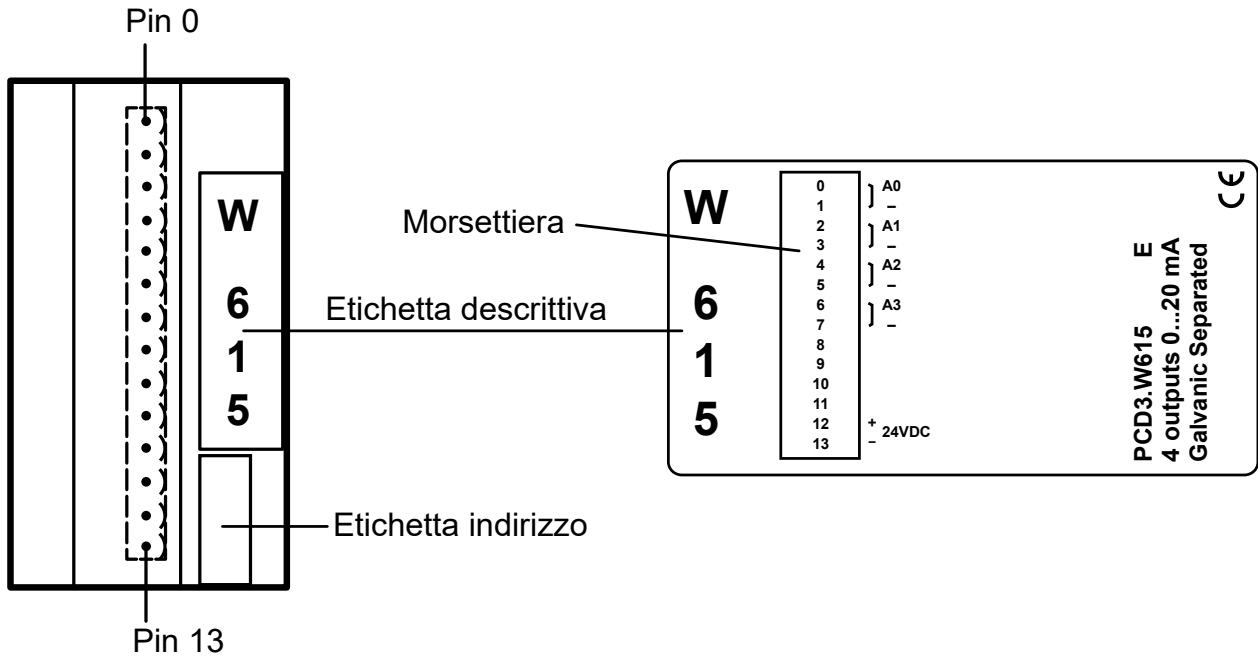 Pin 0
W
6
1
5
Pin 13
Morsettiera
Etichetta descrittiva
Etichetta indirizzo
W
6
1
5
0 A0
1 –
2 A1
3 –
4 A2
5 –
6 A3
7 –
8
9
10
11
12 + 24VDC
13 –
PCD3.W615 E
4 outputs 0...20 mA
Galvanic Separated
CE